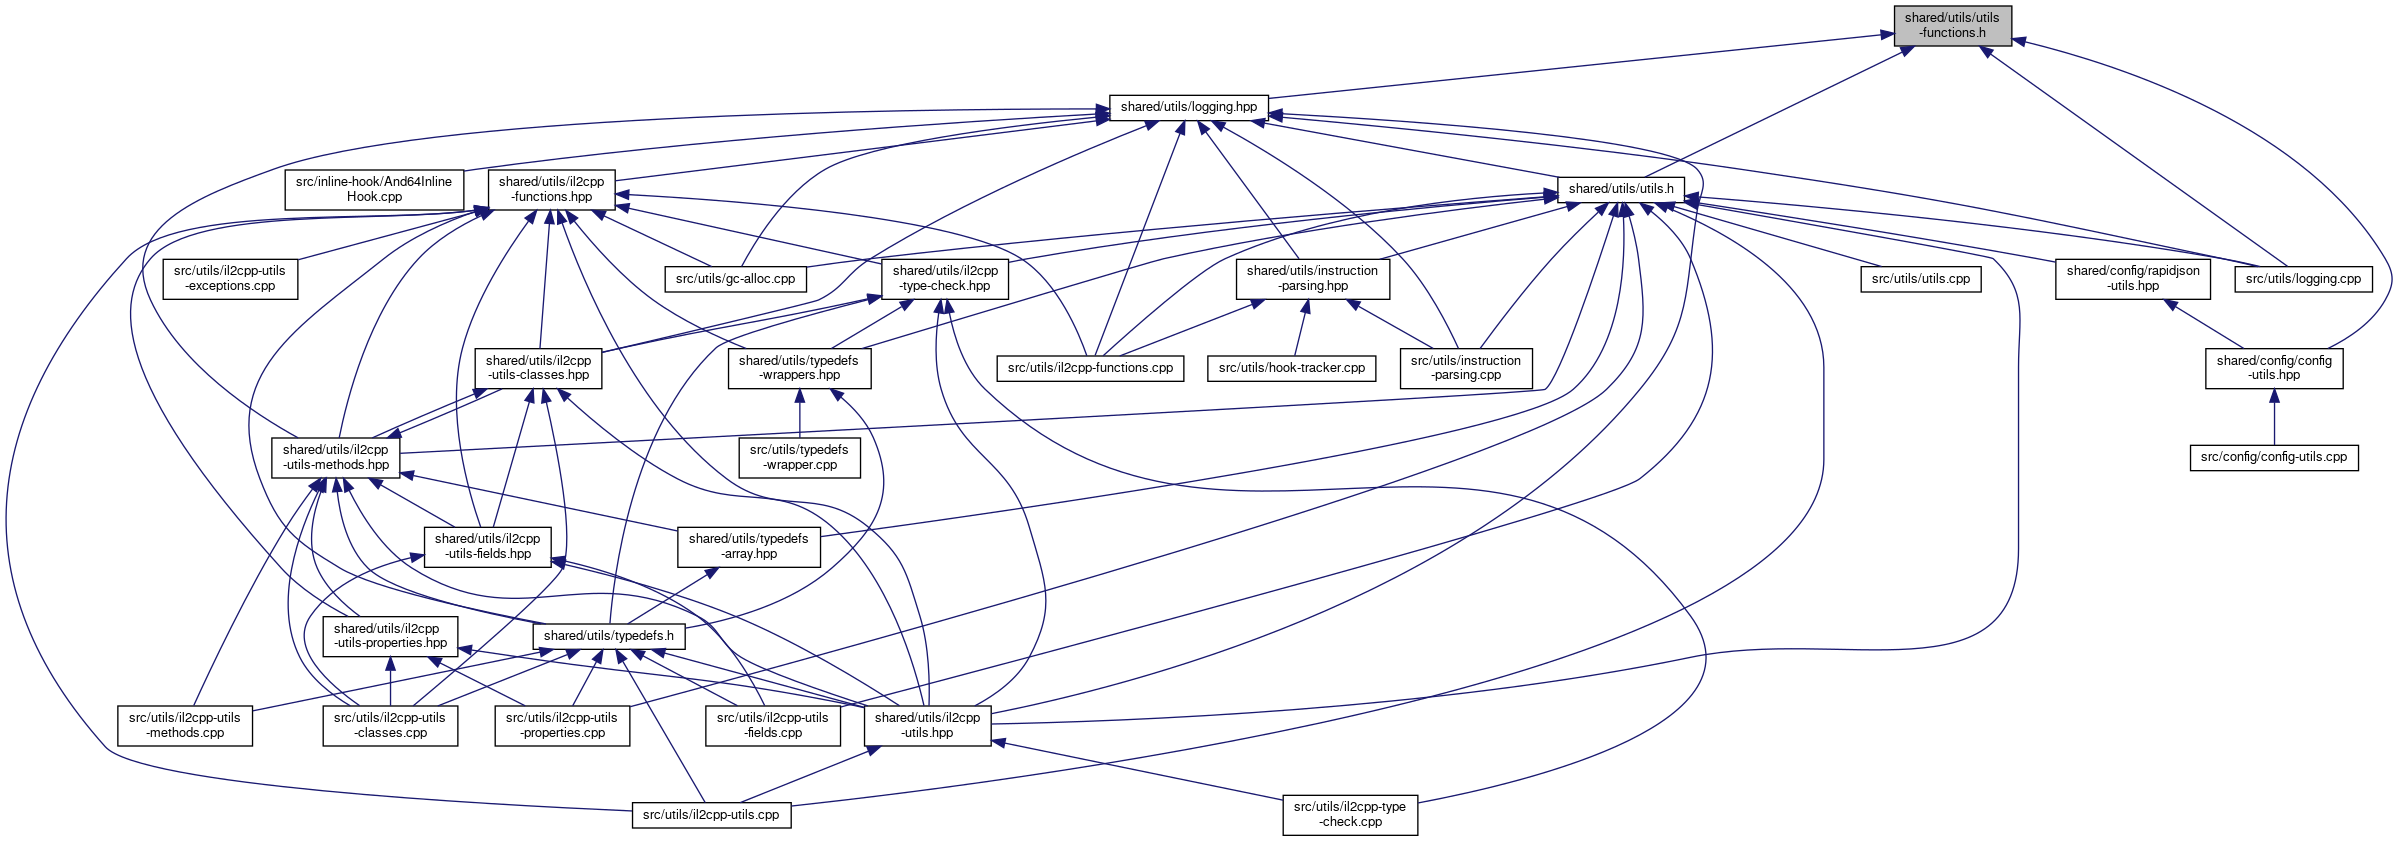 shared/utils/utils
-functions.h
shared/utils/logging.hpp
src/inline-hook/And64Inline
Hook.cpp
shared/utils/il2cpp
-functions.hpp
shared/utils/utils.h
src/utils/il2cpp-utils
-exceptions.cpp
src/utils/gc-alloc.cpp
shared/utils/il2cpp
-type-check.hpp
shared/utils/instruction
-parsing.hpp
src/utils/utils.cpp
shared/config/rapidjson
-utils.hpp
src/utils/logging.cpp
shared/utils/il2cpp
-utils-classes.hpp
shared/utils/typedefs
-wrappers.hpp
src/utils/il2cpp-functions.cpp
src/utils/hook-tracker.cpp
src/utils/instruction
-parsing.cpp
shared/config/config
-utils.hpp
shared/utils/il2cpp
-utils-methods.hpp
src/utils/typedefs
-wrapper.cpp
src/config/config-utils.cpp
shared/utils/il2cpp
-utils-fields.hpp
shared/utils/typedefs
-array.hpp
shared/utils/il2cpp
-utils-properties.hpp
shared/utils/typedefs.h
src/utils/il2cpp-utils
-methods.cpp
src/utils/il2cpp-utils
-classes.cpp
src/utils/il2cpp-utils
-properties.cpp
src/utils/il2cpp-utils
-fields.cpp
shared/utils/il2cpp
-utils.hpp
src/utils/il2cpp-utils.cpp
src/utils/il2cpp-type
-check.cpp